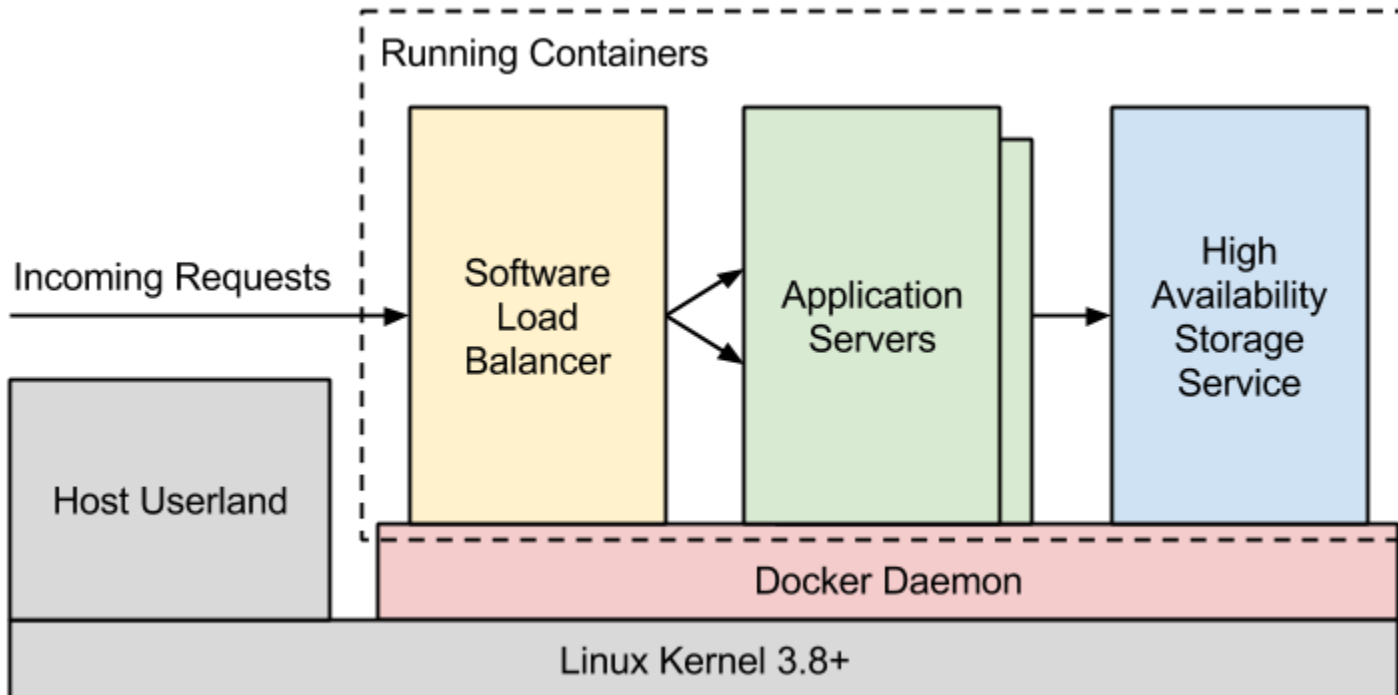 Running Containers
Incoming Requests
Software
Load
Balancer
Application
Servers
High
Availability
Storage
Service
Host Userland
Docker Daemon
Linux Kernel 3.8+